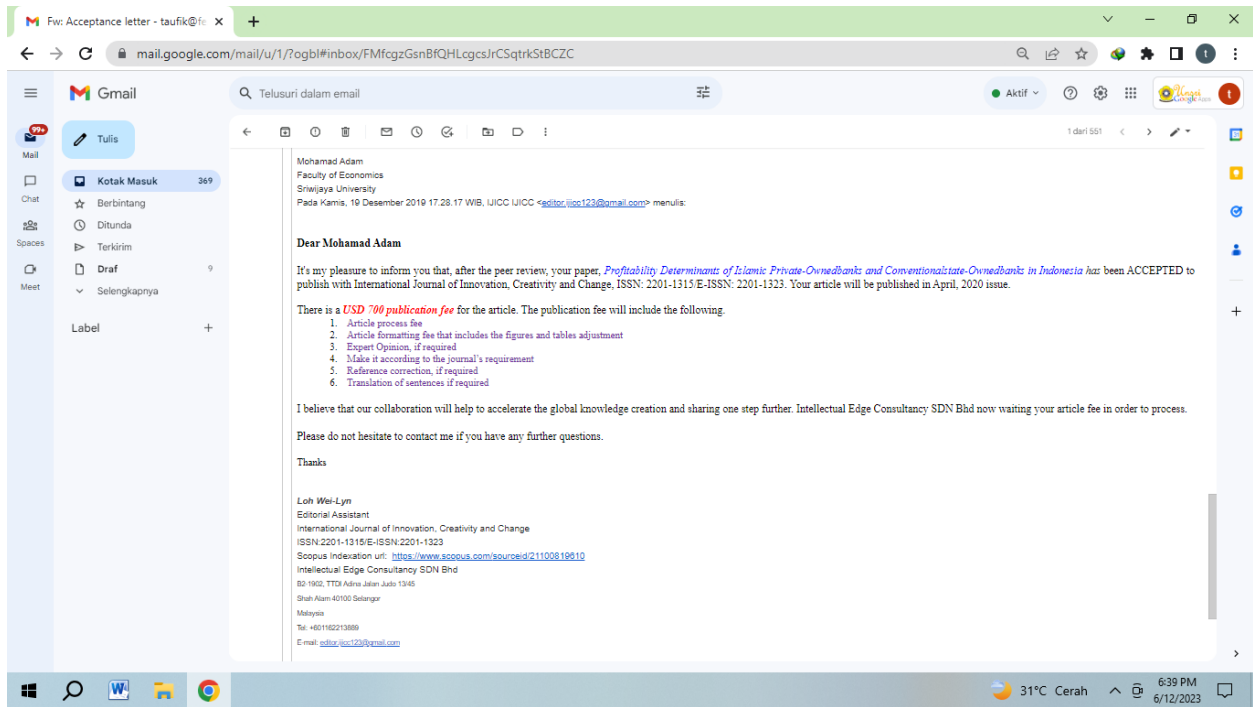 Fw: Acceptance letter - taufik@fe
mail.google.com/mail/u/1/?ogbl#inbox/FMfcgzGsnBfQHLcgcsJrCSqtrkStBCZC
t
Gmail
Telusuri dalam email
Aktif
t
99+
Mail
Tulis
1 dari 551
Kotak Masuk 369
Chat
Berbintang
Ditunda
Spaces
Terkirim
Draf 9
Meet
Selengkapnya
Label
Mohamad Adam
Faculty of Economics
Sriwijaya University
Pada Kamis, 19 Desember 2019 17.28.17 WIB, IJICC IJICC <editor.ijicc123@gmail.com> menulis:
Dear Mohamad Adam
It's my pleasure to inform you that, after the peer review, your paper, Profitability Determinants of Islamic Private-Ownedbanks and Conventionalstate-Ownedbanks in Indonesia has been ACCEPTED to
publish with International Journal of Innovation, Creativity and Change, ISSN: 2201-1315/E-ISSN: 2201-1323. Your article will be published in April, 2020 issue.
There is a USD 700 publication fee for the article. The publication fee will include the following.
1. Article process fee
2. Article formatting fee that includes the figures and tables adjustment
3. Expert Opinion, if required
4. Make it according to the journal's requirement
5. Reference correction, if required
6. Translation of sentences if required
I believe that our collaboration will help to accelerate the global knowledge creation and sharing one step further. Intellectual Edge Consultancy SDN Bhd now waiting your article fee in order to process.
Please do not hesitate to contact me if you have any further questions.
Thanks
Loh Wei-Lyn
Editorial Assistant
International Journal of Innovation, Creativity and Change
ISSN:2201-1315/E-ISSN:2201-1323
Scopus Indexation url: https://www.scopus.com/sourceid/21100819610
Intellectual Edge Consultancy SDN Bhd
B2-1902, TTDI Adina Jalan Judo 13/45
Shah Alam 40100 Selangor
Malaysia
Tel: +601162213889
E-mail: editor.ijicc123@gmail.com
31°C Cerah
6:39 PM
6/12/2023